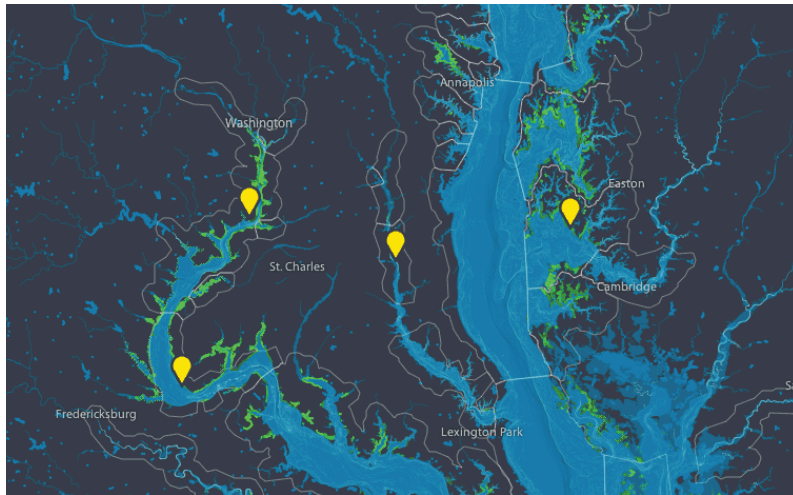 Annapolis
Washington
Easton
St. Charles
Cambridge
Fredericksburg
Lexington Park